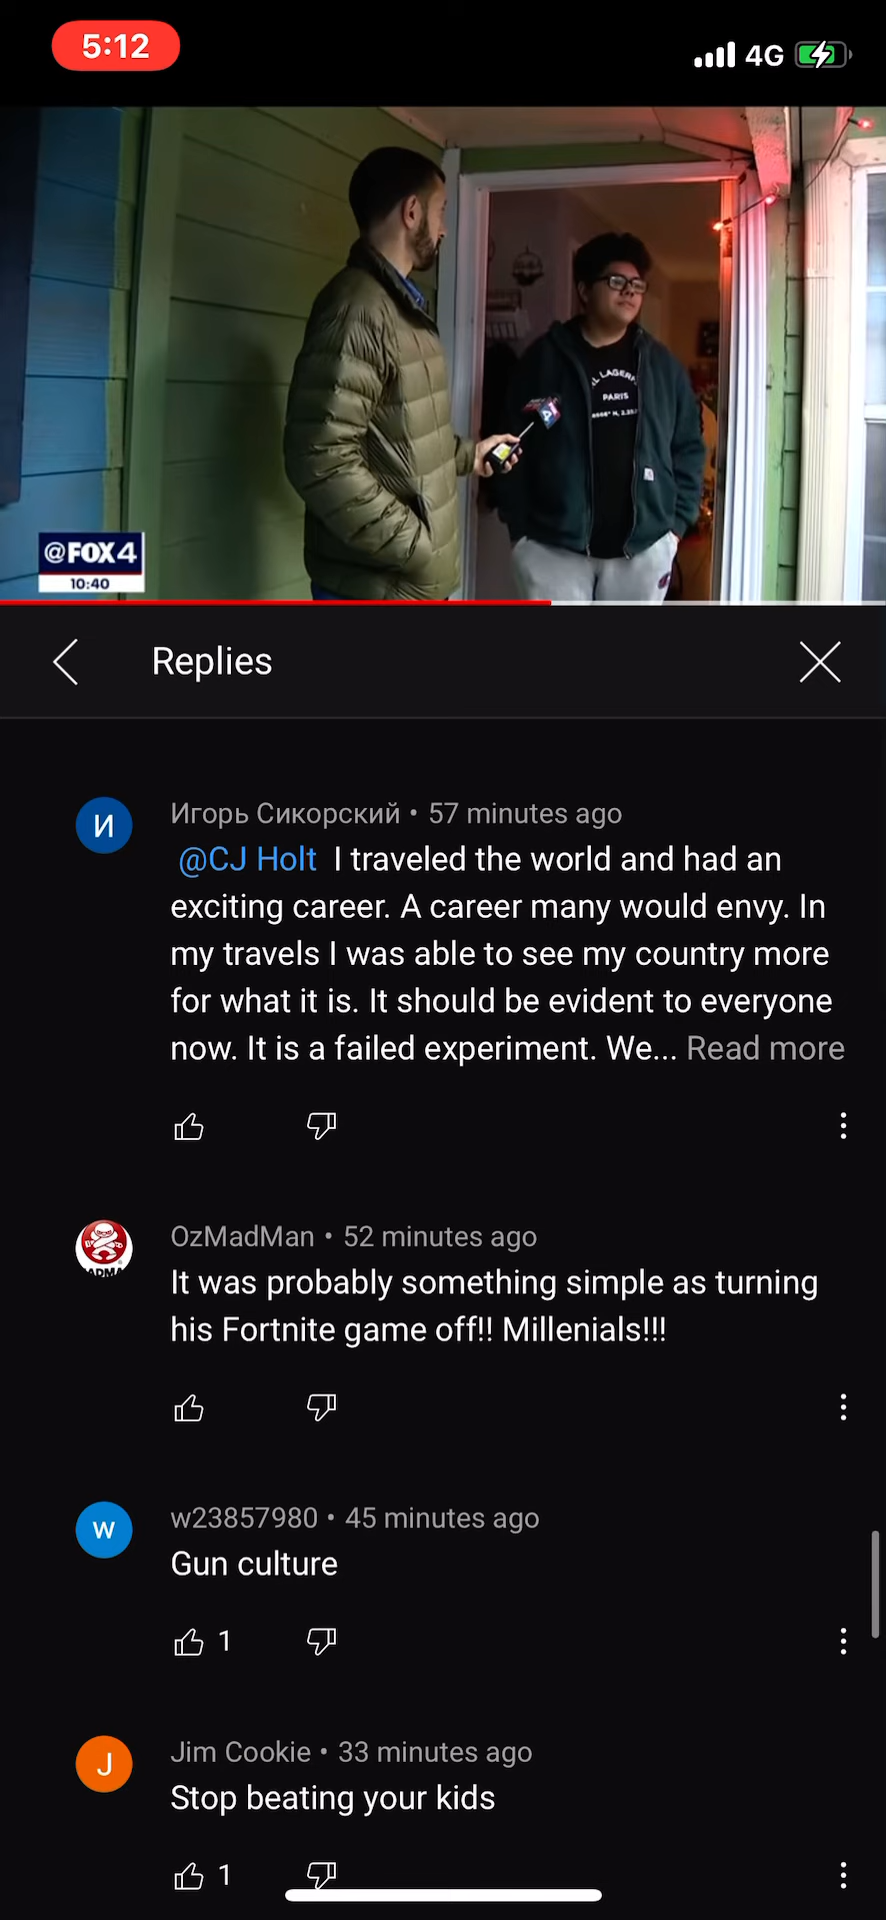 5:12
4G
L LAGERF
PARIS
@FOX4
10:40
Replies
И
Игорь Сикорский • 57 minutes ago
@CJ Holt I traveled the world and had an
exciting career. A career many would envy. In
my travels I was able to see my country more
for what it is. It should be evident to everyone
now. It is a failed experiment. We... Read more
OzMadMan • 52 minutes ago
It was probably something simple as turning
his Fortnite game off!! Millenials!!!
W
w23857980 • 45 minutes ago
Gun culture
1
J
Jim Cookie • 33 minutes ago
Stop beating your kids
1